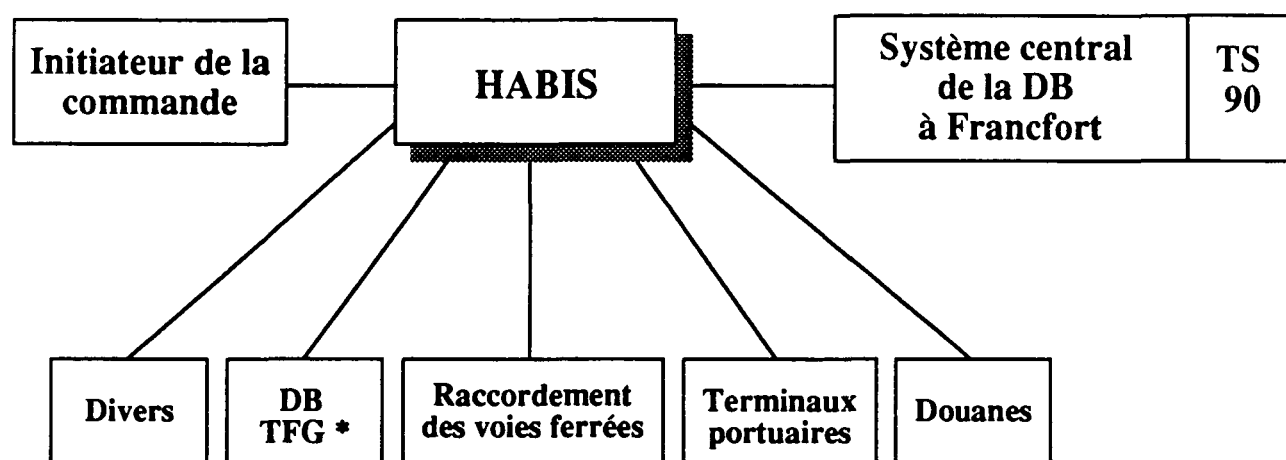 Initiateur de la
commande
HABIS
Système central
de la DB
à Francfort
TS
90
Divers
DB
TFG *
Raccordement
des voies ferrées
Terminaux
portuaires
Douanes